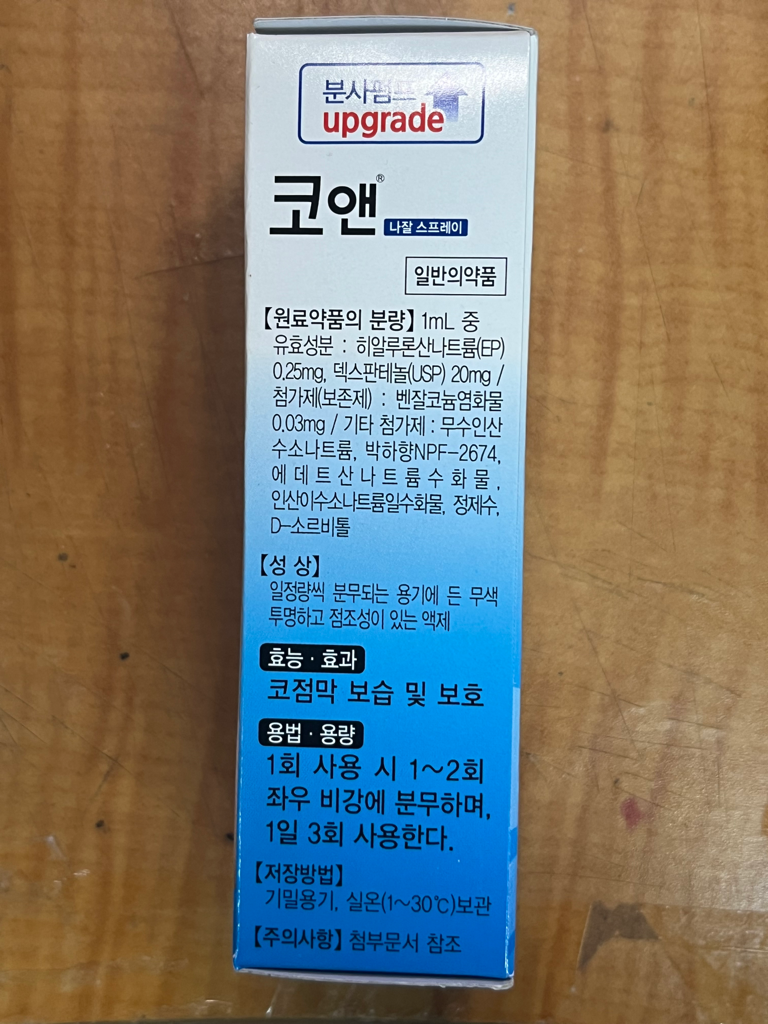 분사펌프
upgrade
코앤®
나잘 스프레이
일반의약품
【원료약품의 분량】 1mL 중
유효성분 : 히알루론산나트륨(EP)
0.25mg, 덱스판테놀(USP) 20mg /
첨가제(보존제) : 벤잘코늄염화물
0.03mg / 기타 첨가제 : 무수인산
수소나트륨, 박하향NPF-2674,
에데트산나트륨수화물,
인산이수소나트륨일수화물, 정제수,
D-소르비톨
【성 상】
일정량씩 분무되는 용기에 든 무색
투명하고 점조성이 있는 액제
효능·효과
코점막 보습 및 보호
용법·용량
1회 사용 시 1~2회
좌우 비강에 분무하며,
1일 3회 사용한다.
【저장방법】
기밀용기, 실온(1~30℃)보관
【주의사항】 첨부문서 참조